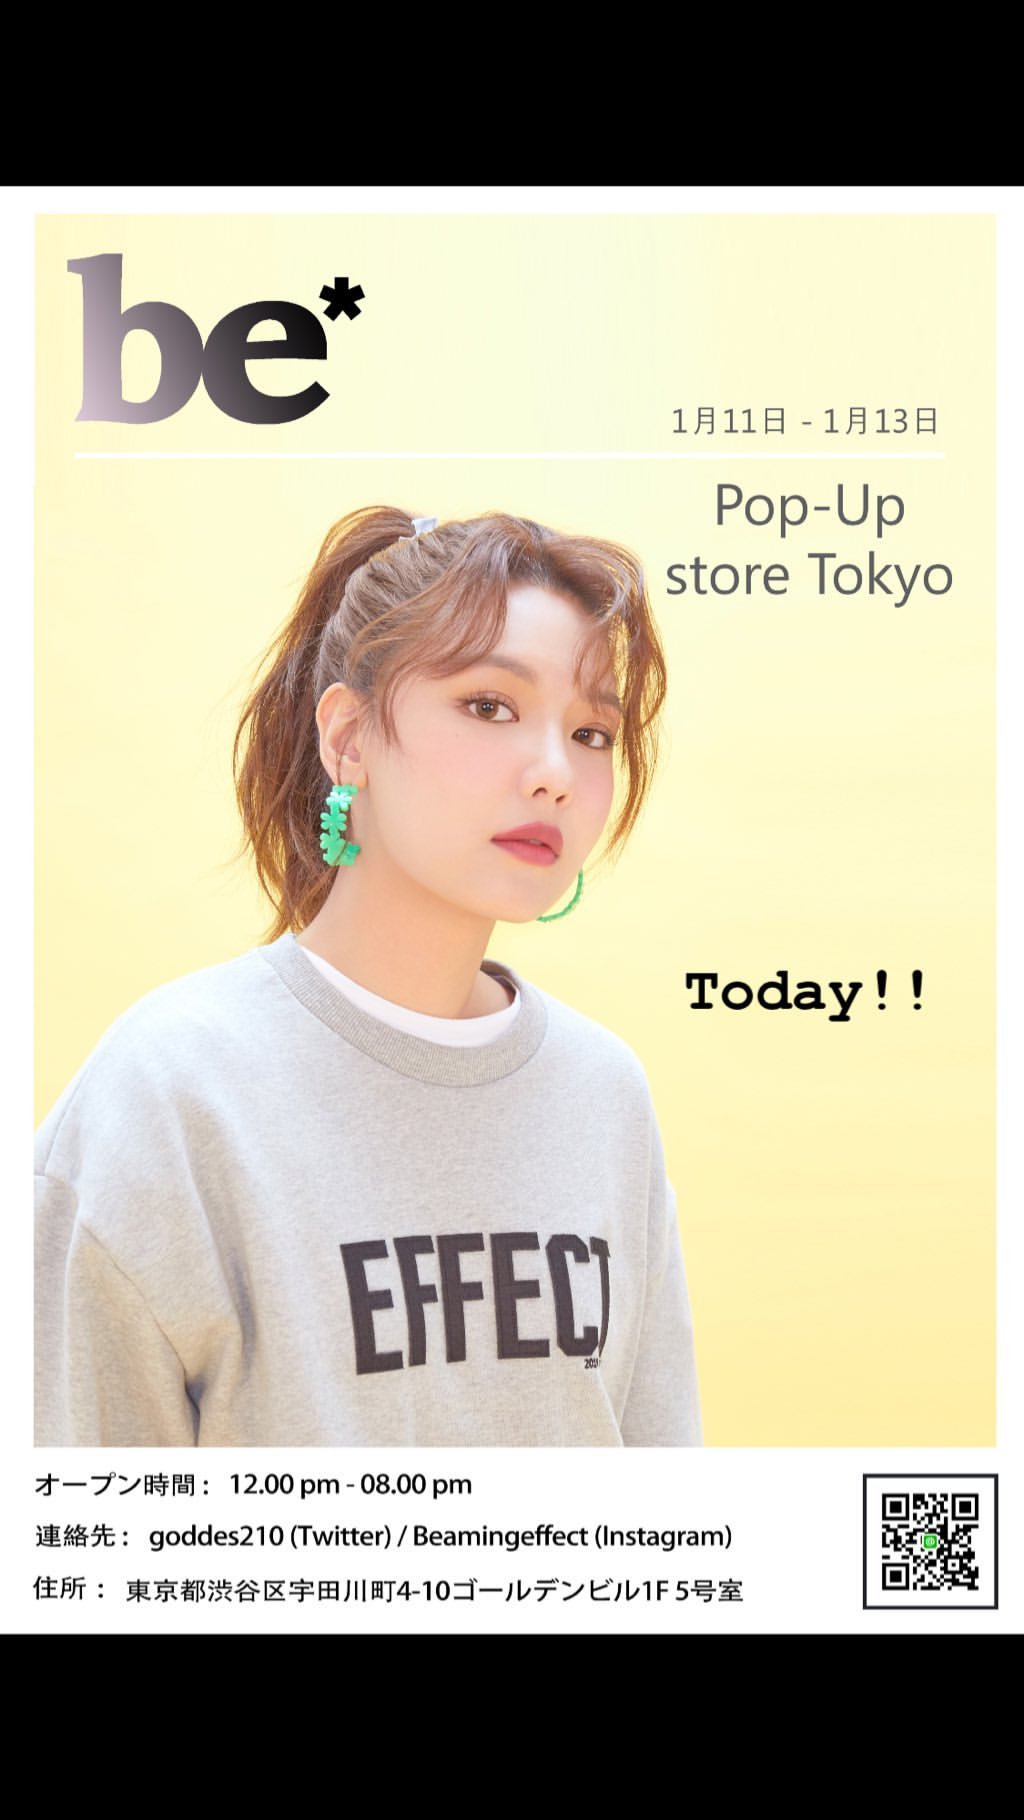 be*
1月11日 - 1月13日
Pop-Up
store Tokyo
Today!!
EFFECT
オープン時間 : 12.00 pm - 08.00 pm
連絡先 : goddes210 (Twitter) / Beamingeffect (Instagram)
住所 : 東京都渋谷区宇田川町4-10ゴールデンビル1F 5号室